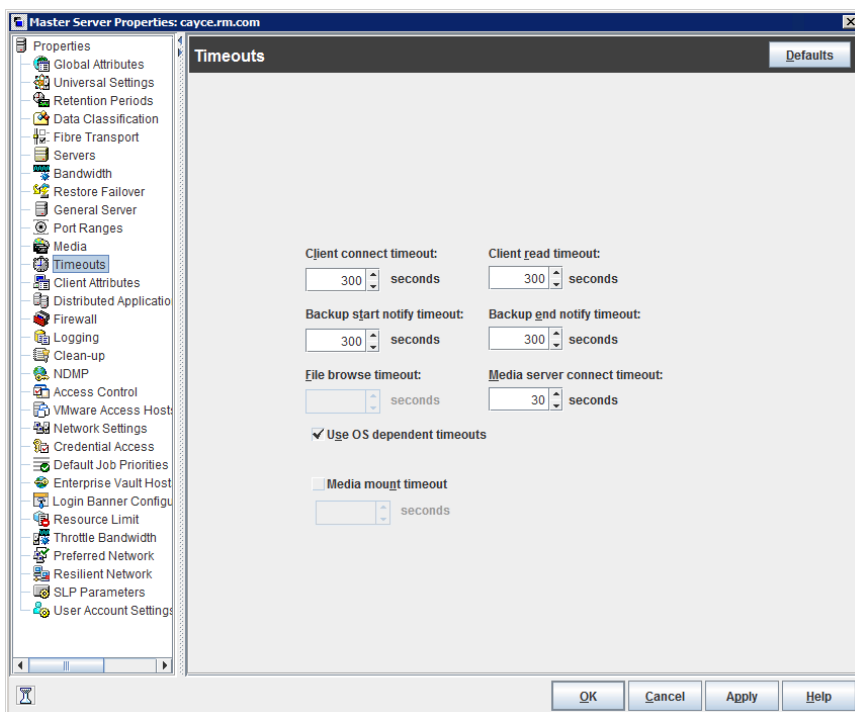 Master Server Properties: cayce.rm.com
Properties
Global Attributes
Universal Settings
Retention Periods
Data Classification
Fibre Transport
Servers
Bandwidth
Restore Failover
General Server
Port Ranges
Media
Timeouts
Client Attributes
Distributed Applicatio
Firewall
Logging
Clean-up
NDMP
Access Control
VMware Access Hosts
Network Settings
Credential Access
Default Job Priorities
Enterprise Vault Host
Login Banner Configu
Resource Limit
Throttle Bandwidth
Preferred Network
Resilient Network
SLP Parameters
User Account Settings
Timeouts
Defaults
Client connect timeout: Client read timeout:
300 seconds 300 seconds
Backup start notify timeout: Backup end notify timeout:
300 seconds 300 seconds
File browse timeout: Media server connect timeout:
seconds 30 seconds
Use OS dependent timeouts
Media mount timeout
seconds
OK Cancel Apply Help